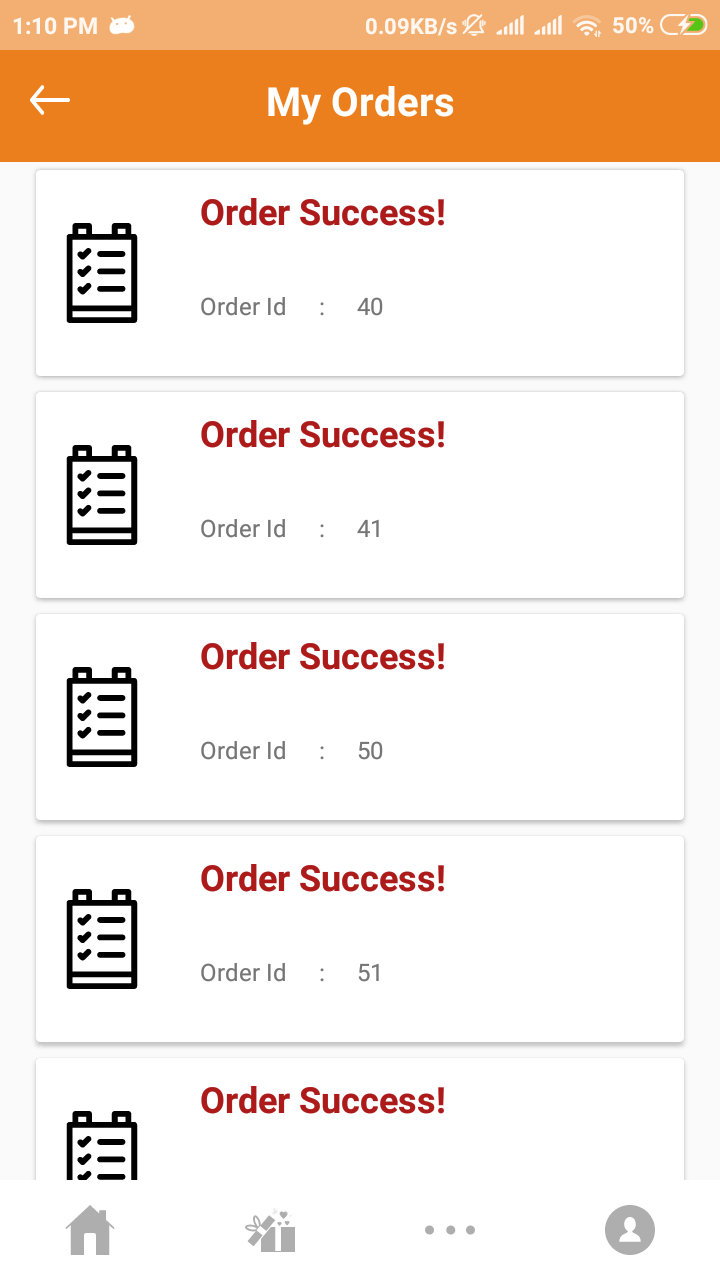 1:10 PM 0.09KB/s 50%
My Orders
Order Success!
Order Id : 40
Order Success!
Order Id : 41
Order Success!
Order Id : 50
Order Success!
Order Id : 51
Order Success!